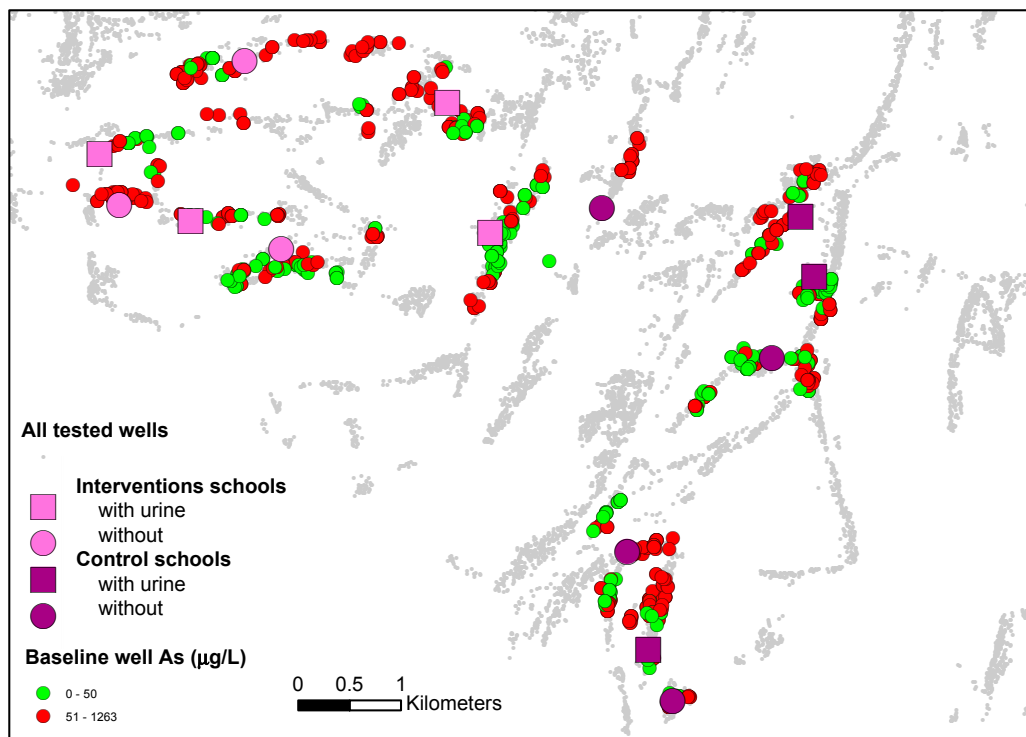 All tested wells
Interventions schools
with urine
without
Control schools
with urine
without
Baseline well As (µg/L)
0 - 50
51 - 1263
0 0.5 1
Kilometers